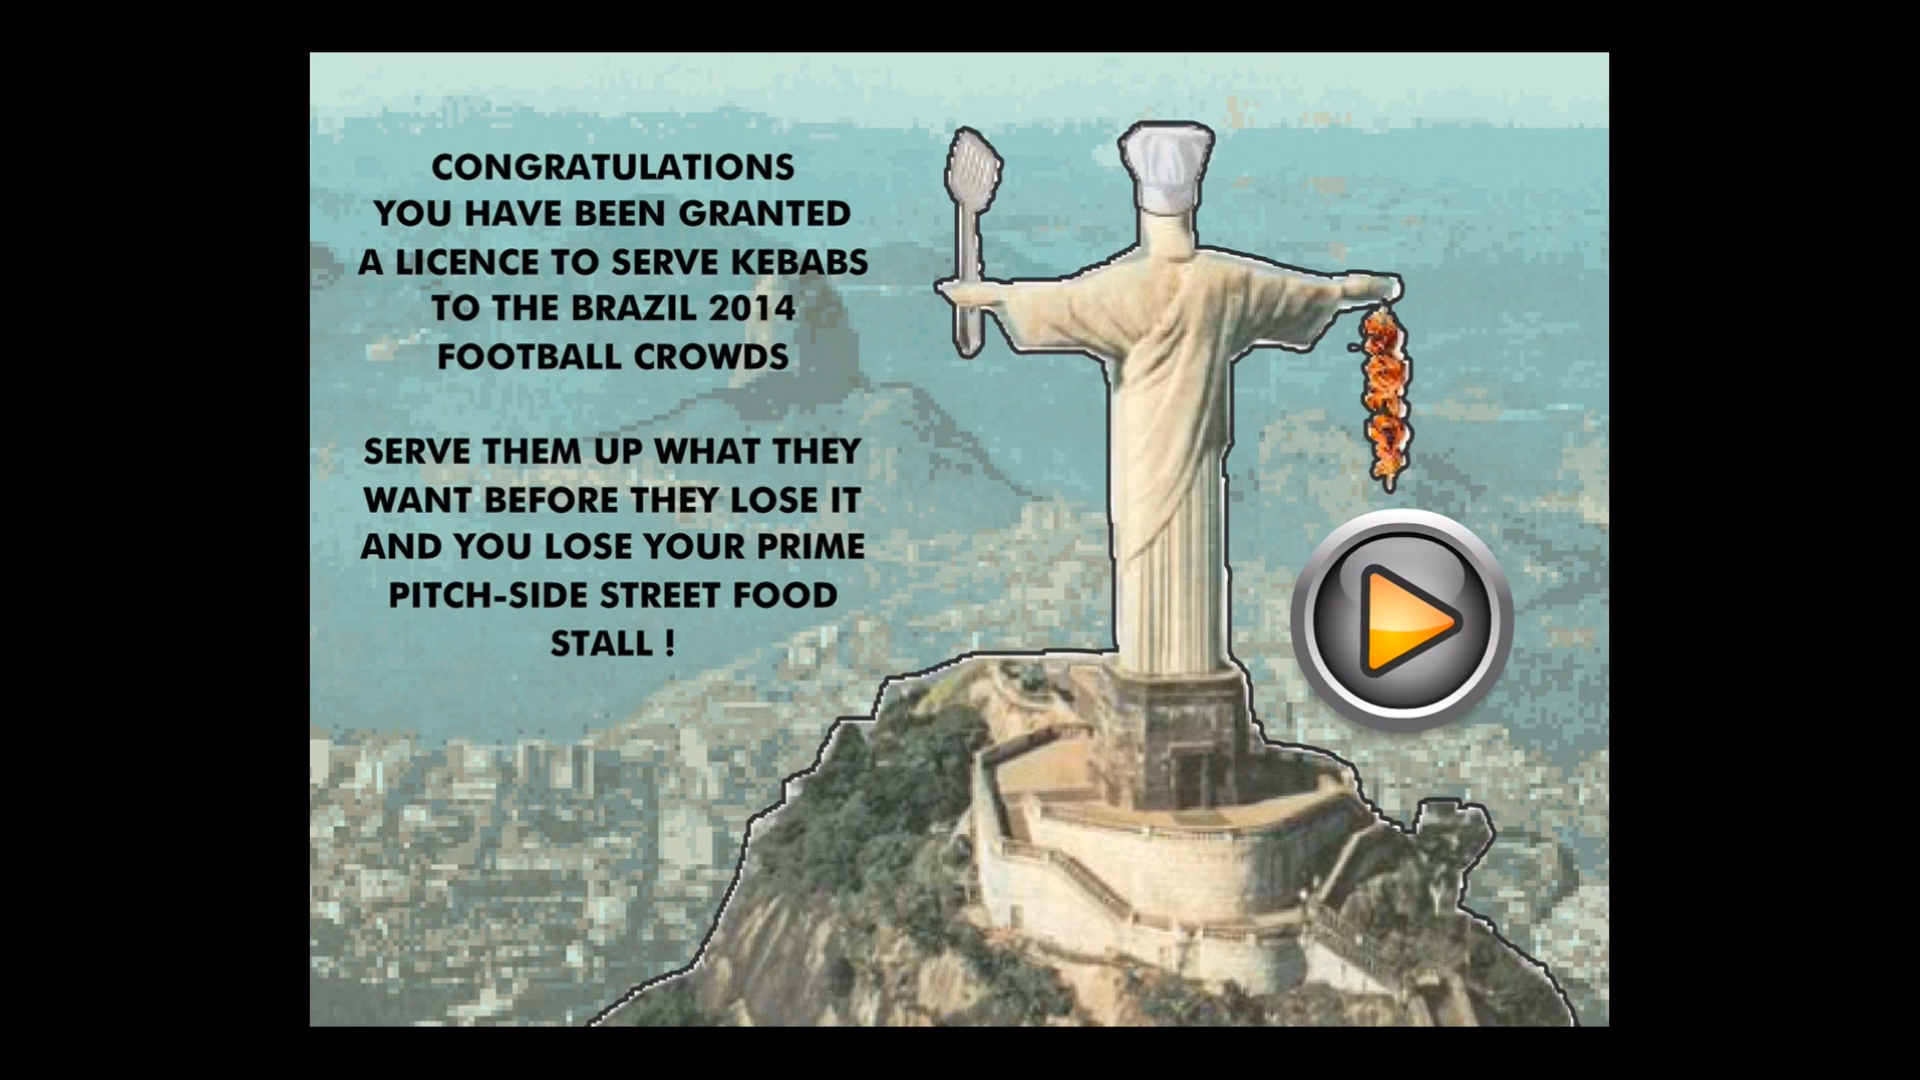 CONGRATULATIONS
YOU HAVE BEEN GRANTED
A LICENCE TO SERVE KEBABS
TO THE BRAZIL 2014
FOOTBALL CROWDS
SERVE THEM UP WHAT THEY
WANT BEFORE THEY LOSE IT
AND YOU LOSE YOUR PRIME
PITCH-SIDE STREET FOOD
STALL !